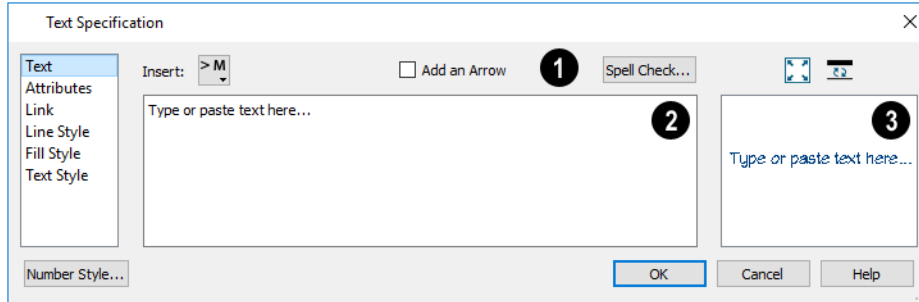 Text Specification
Text
Attributes
Link
Line Style
Fill Style
Text Style
Insert: > M
Add an Arrow
1
Spell Check...
Type or paste text here...
2
3
Type or paste text here...
Number Style...
OK
Cancel
Help